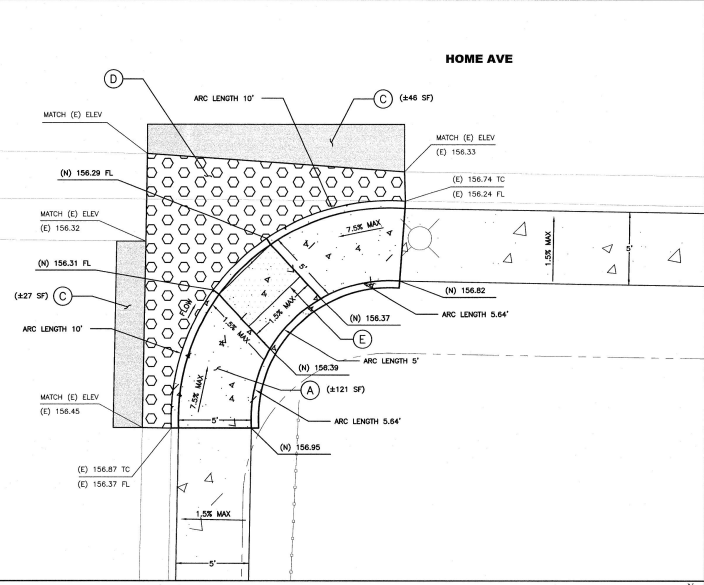 HOME AVE
D
ARC LENGTH 10'
C (±46 SF)
MATCH (E) ELEV
MATCH (E) ELEV
(E) 156.33
(N) 156.29 FL
(E) 156.74 TC
(E) 156.24 FL
MATCH (E) ELEV
(E) 156.32
7.5% MAX
1.5% MAX
5'
5'
(N) 156.31 FL
(±27 SF) C
1.5% MAX
(N) 156.82
FLOW
ARC LENGTH 5.64'
(N) 156.37
ARC LENGTH 10'
1.5% MAX
E
ARC LENGTH 5'
(N) 156.39
7.5% MAX
A (±121 SF)
MATCH (E) ELEV
(E) 156.45
5'
ARC LENGTH 5.64'
(N) 156.95
(E) 156.87 TC
(E) 156.37 FL
1.5% MAX
5'